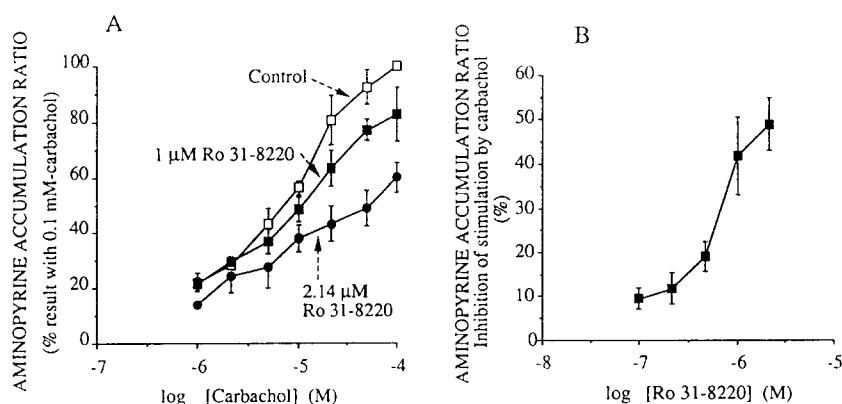 A
AMINOPYRINE ACCUMULATION RATIO
(% result with 0.1 mM-carbachol)
100
80
60
40
20
0
Control
1 μM Ro 31-8220
2.14 μM
Ro 31-8220
-7
-6
-5
-4
log [Carbachol] (M)
B
AMINOPYRINE ACCUMULATION RATIO
Inhibition of stimulation by carbachol
(%)
60
50
40
30
20
10
0
-8
-7
-6
-5
log [Ro 31-8220] (M)